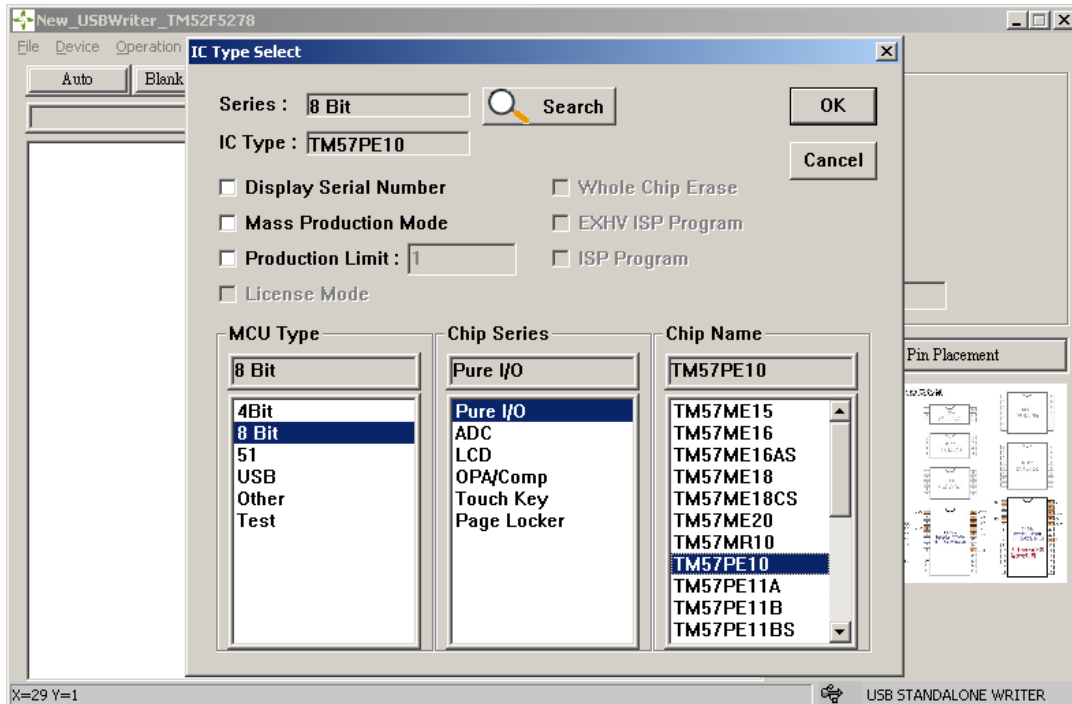 New_USBWriter_TM52F5278
File Device Operation
IC Type Select
Auto
Blank
Series : 8 Bit
Search
OK
IC Type : TM57PE10
Cancel
Display Serial Number
Whole Chip Erase
Mass Production Mode
EXHV ISP Program
Production Limit : 1
ISP Program
License Mode
MCU Type
Chip Series
Chip Name
8 Bit
Pure I/O
TM57PE10
Pin Placement
4Bit
8 Bit
51
USB
Other
Test
Pure I/O
ADC
LCD
OPA/Comp
Touch Key
Page Locker
TM57ME15
TM57ME16
TM57ME16AS
TM57ME18
TM57ME18CS
TM57ME20
TM57MR10
TM57PE10
TM57PE11A
TM57PE11B
TM57PE11BS
X=29 Y=1
USB STANDALONE WRITER